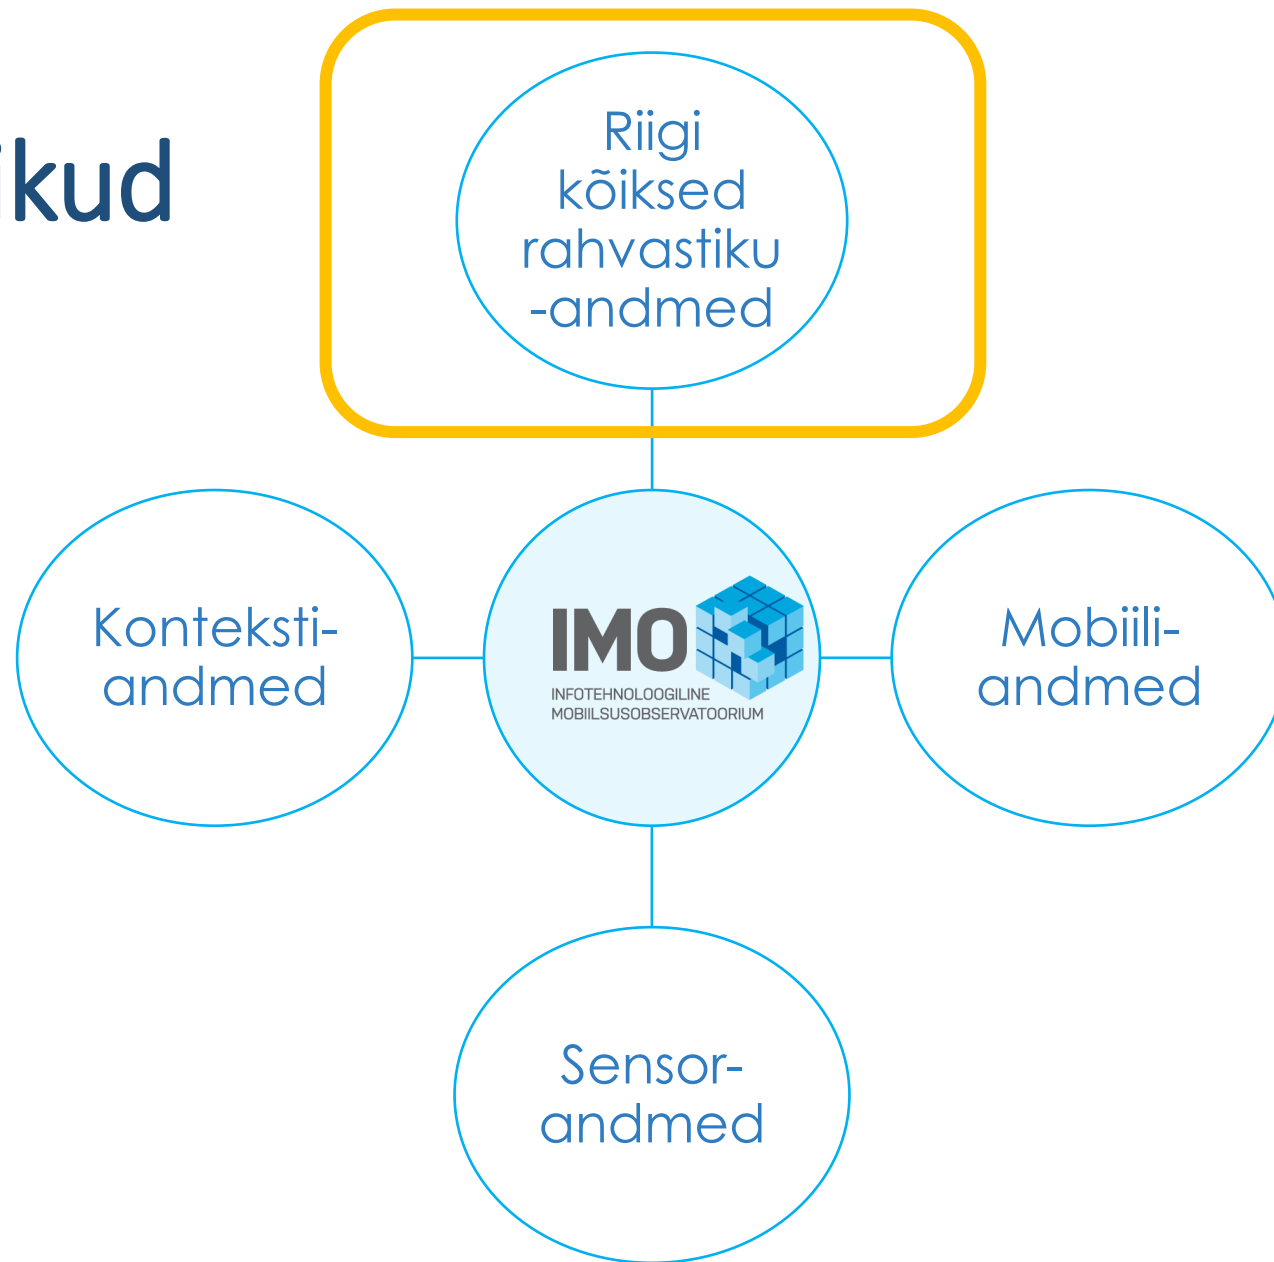 ikud
Riigi
kõiksed
rahvastiku
-andmed
Konteksti-
andmed
IMO
INFOTEHNOLOOGILINE
MOBIILSUSOBSERVATOORIUM
Mobiili-
andmed
Sensor-
andmed